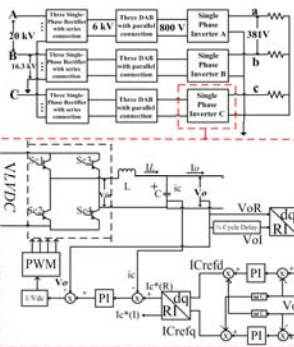 A Three Single-Phase Rectifier with series connection 6 kV Three DAB with parallel connection 800 V Single Phase Inverter A a
20 kV 381V
B
16.3 kV Three Single-Phase Rectifier with series connection Three DAB with parallel connection Single Phase Inverter B b
C Three Single-Phase Rectifier with series connection Three DAB with parallel connection Single Phase Inverter C c
VLVDC
Sc1 Sc3
L IL Io
Vo + C ic Vo
Sc2 Sc4
VoR dq
¼ Cycle Delay
VoI RI
PWM Vo
ic ICrefd PI
1/Vdc X PI X Ic*(R) dq
Ic*(I) RI
ICrefq PI